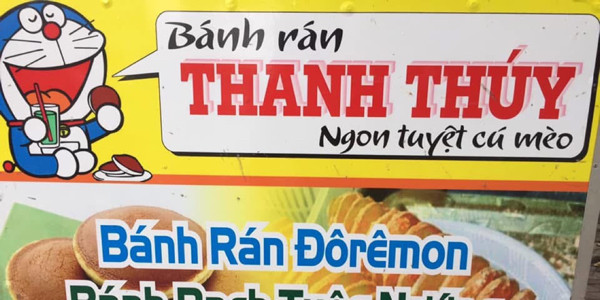 Bánh rán
THANH THÚY
Ngon tuyệt cú mèo
Bánh Rán Đôrêmon